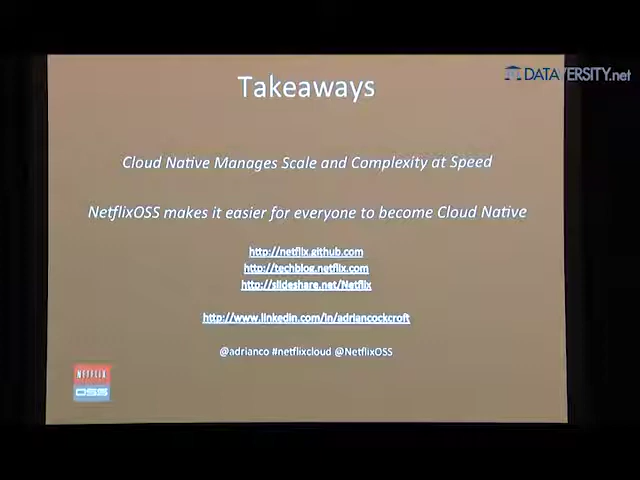 DATAVERSITY.net
Takeaways
Cloud Native Manages Scale and Complexity at Speed
NetflixOSS makes it easier for everyone to become Cloud Native
http://netflix.github.com
http://techblog.netflix.com
http://slideshare.net/Netflix
http://www.linkedin.com/in/adriancockcroft
@adrianco #netflixcloud @NetflixOSS
NETFLIX
OSS